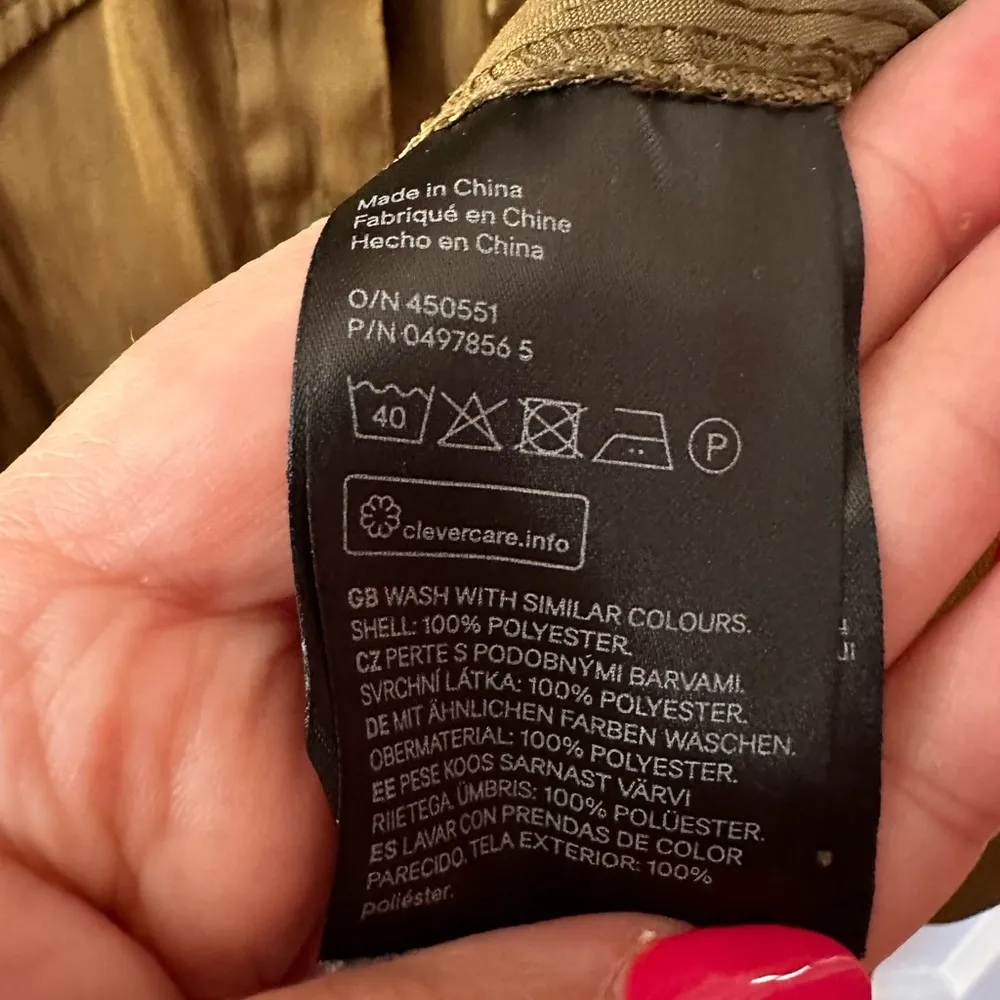 Made in China
Fabriqué en Chine
Hecho en China
O/N 450551
P/N 0497856 5
40
P
clevercare.info
GB WASH WITH SIMILAR COLOURS.
SHELL: 100% POLYESTER.
CZ PERTE S PODOBNÝMI BARVAMI.
SVRCHNÍ LÁTKA: 100% POLYESTER.
DE MIT ÄHNLICHEN FARBEN WASCHEN.
OBERMATERIAL: 100% POLYESTER.
EE PESE KOOS SARNAST VÄRVI
RIIETEGA. ÜMBRIS: 100% POLÜESTER.
ES LAVAR CON PRENDAS DE COLOR
PARECIDO. TELA EXTERIOR: 100%
poliéster.